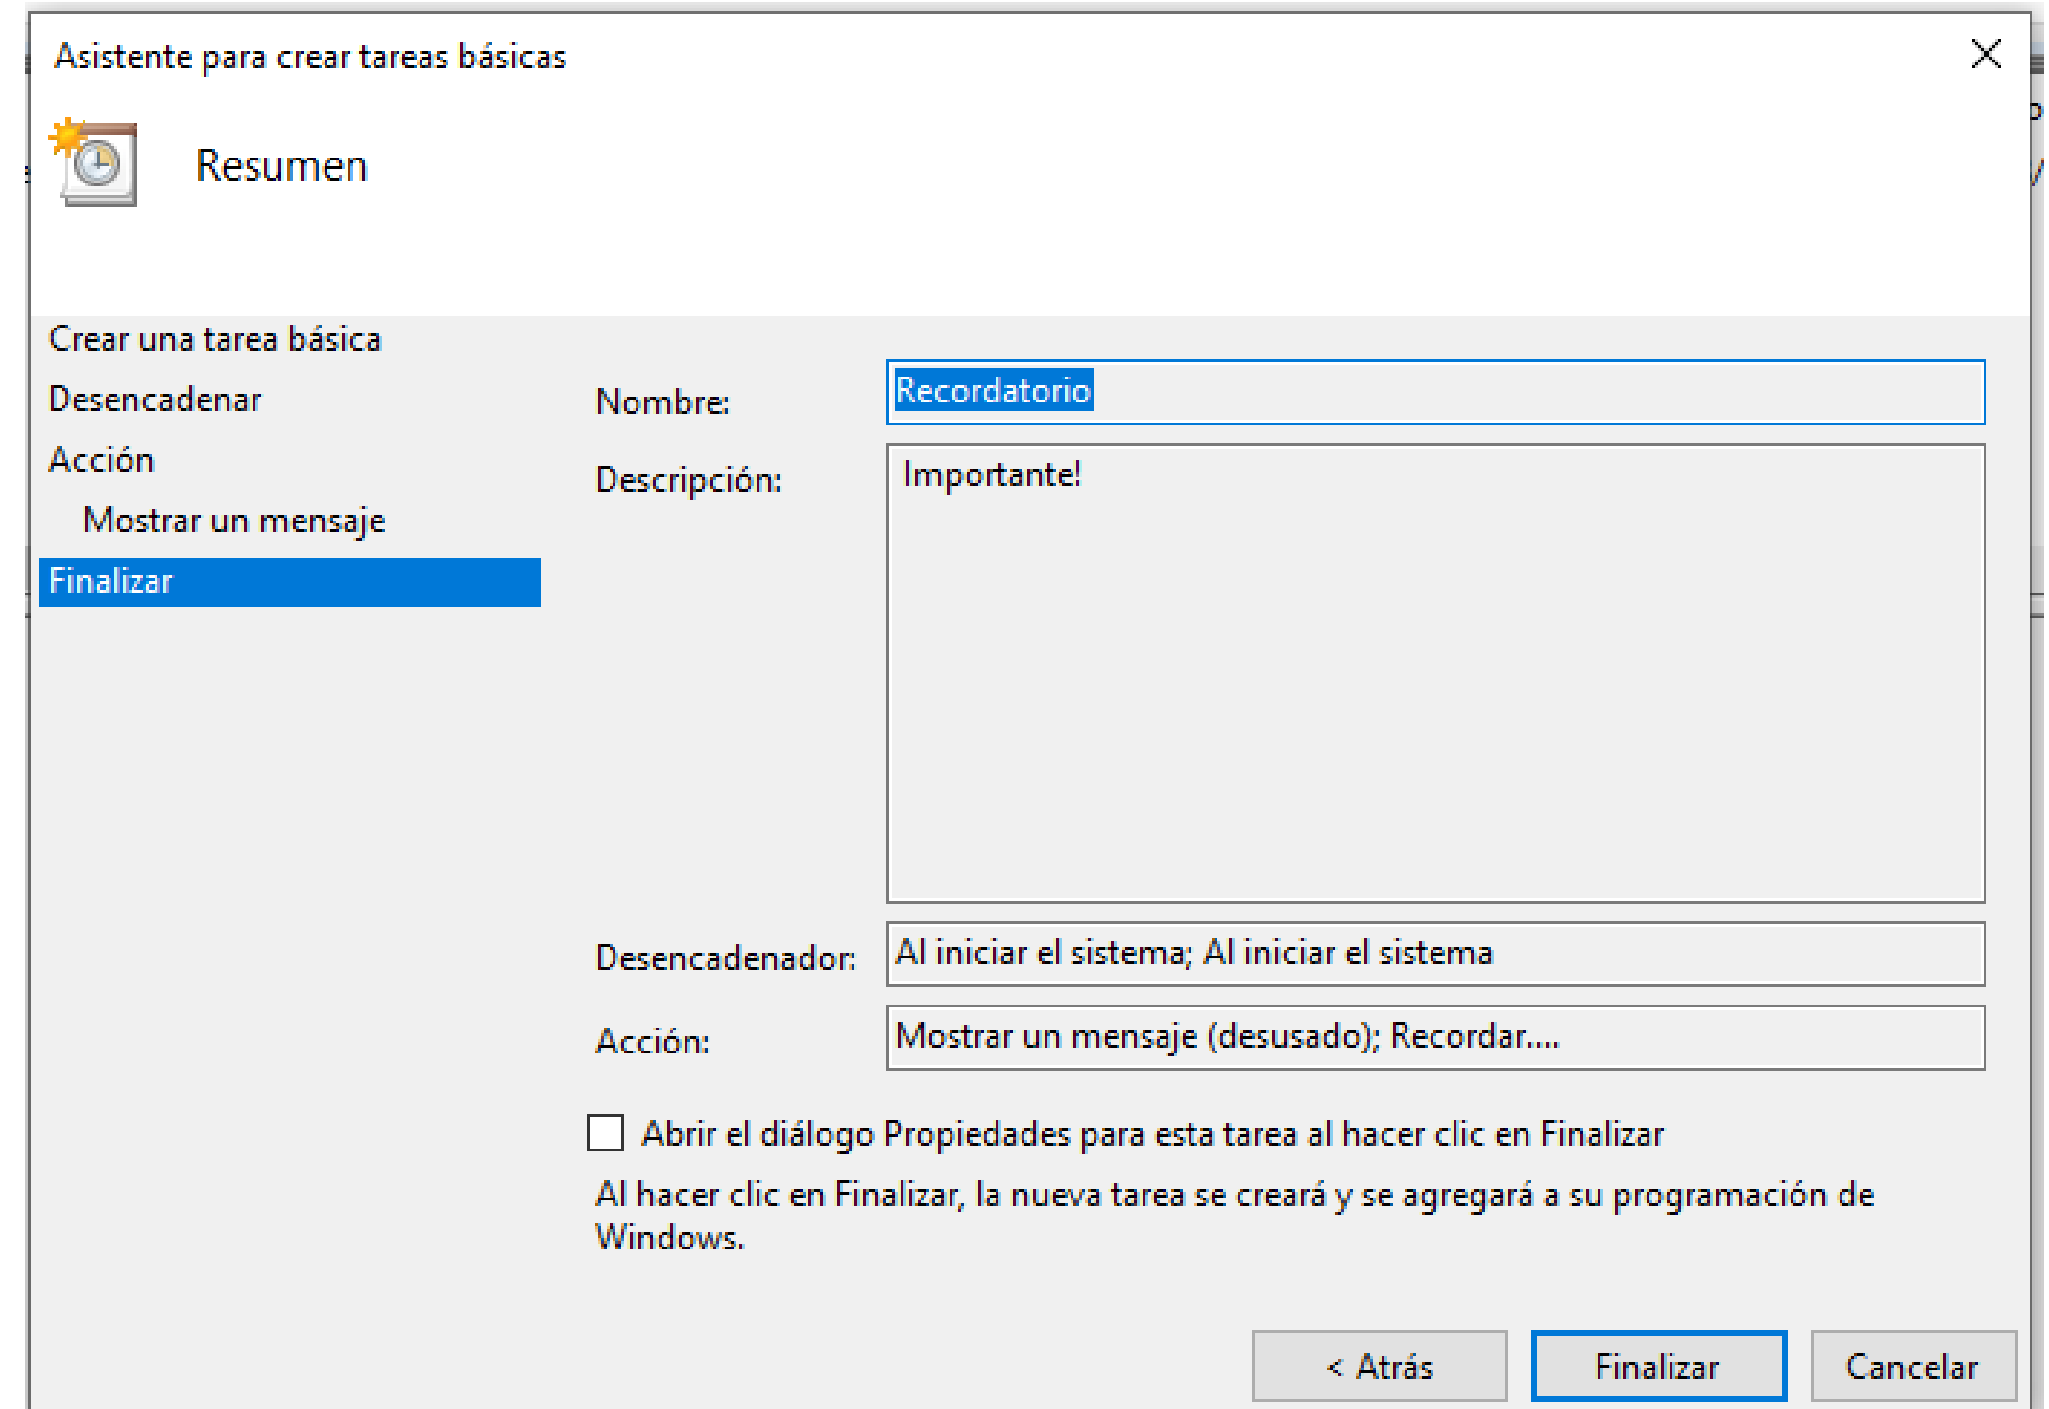 Asistente para crear tareas básicas
Resumen
Crear una tarea básica
Desencadenar
Acción
Mostrar un mensaje
Finalizar
Nombre: Recordatorio
Descripción: Importante!
Desencadenador: Al iniciar el sistema; Al iniciar el sistema
Acción: Mostrar un mensaje (desusado); Recordar....
Abrir el diálogo Propiedades para esta tarea al hacer clic en Finalizar
Al hacer clic en Finalizar, la nueva tarea se creará y se agregará a su programación de
Windows.
< Atrás Finalizar Cancelar